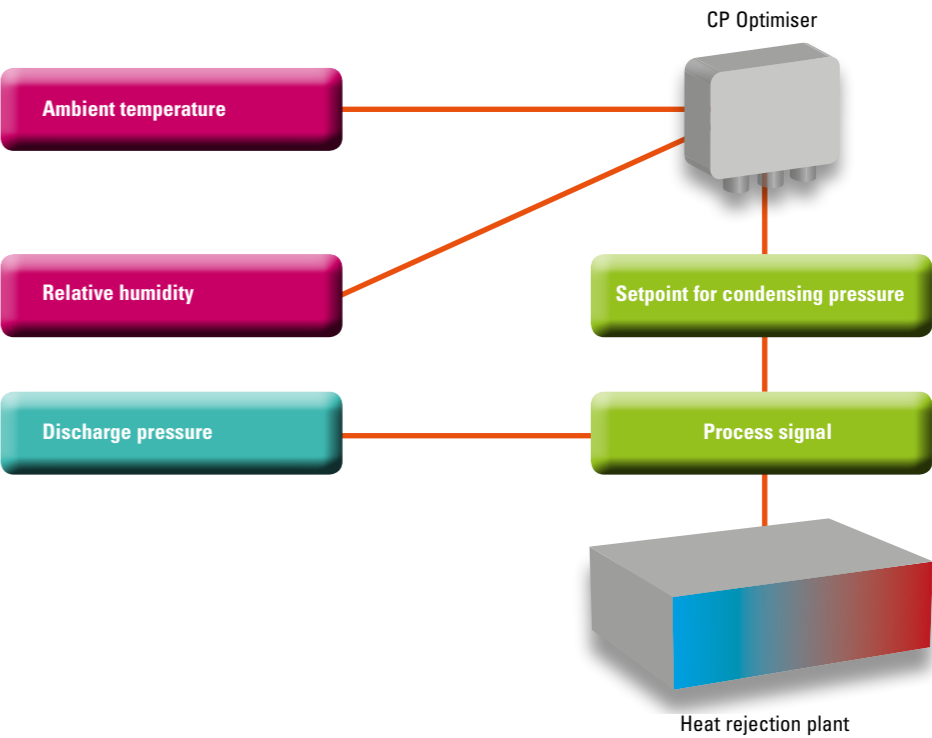 CP Optimiser
Ambient temperature
Relative humidity
Setpoint for condensing pressure
Discharge pressure
Process signal
Heat rejection plant